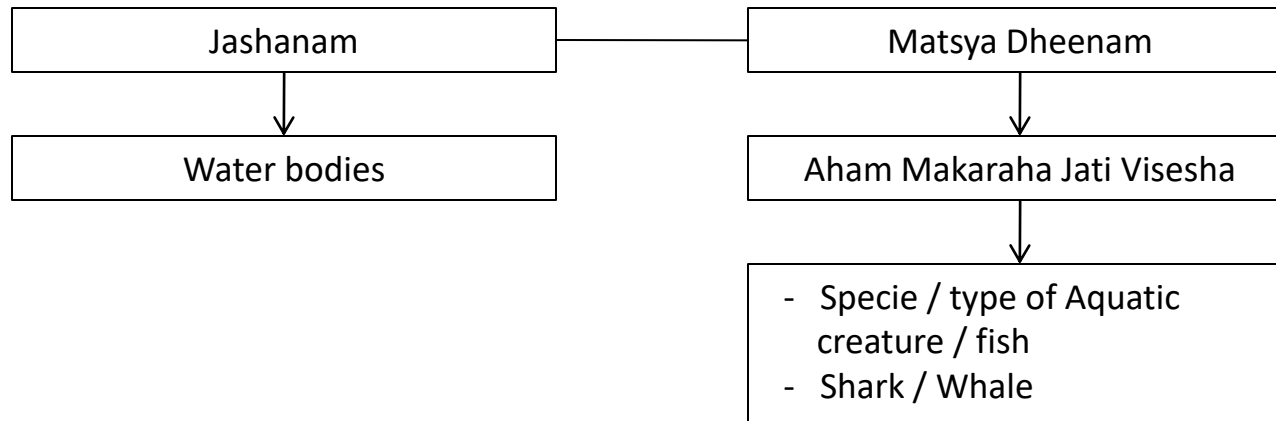 Jashanam
Matsya Dheenam
Water bodies
Aham Makaraha Jati Visesha
- Specie / type of Aquatic
creature / fish
- Shark / Whale